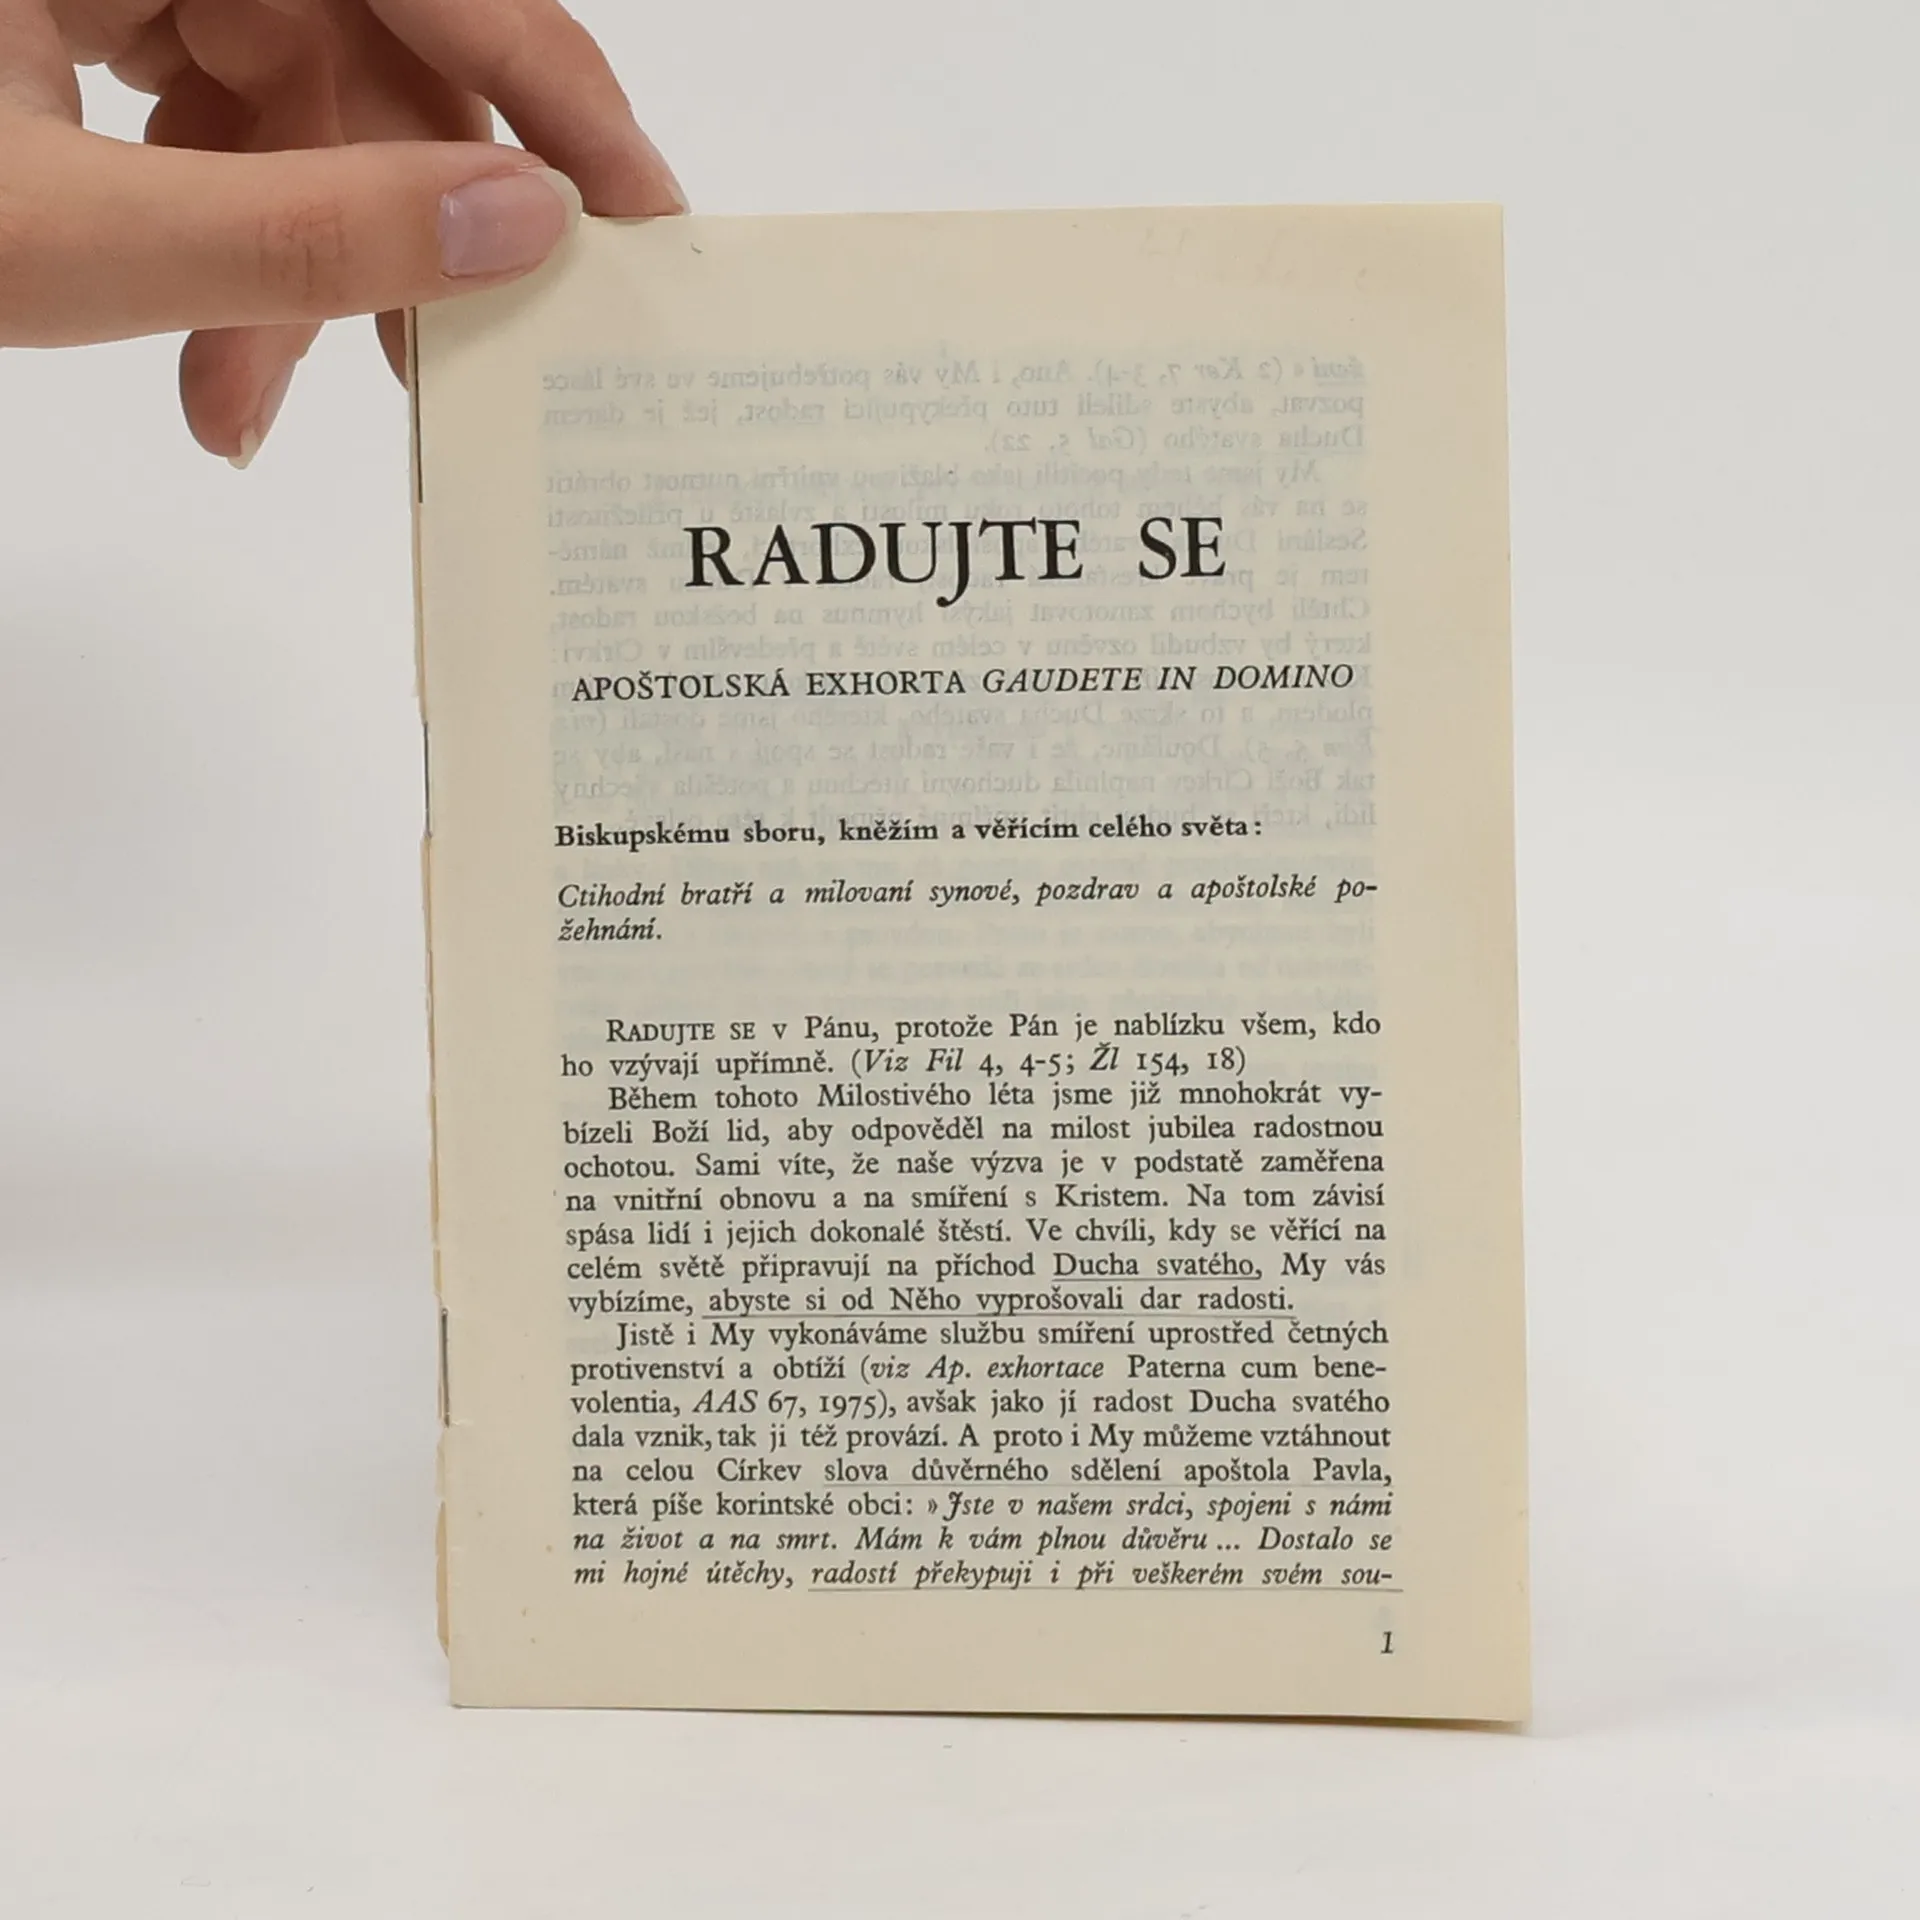 RADUJTE SE
APOŠTOLSKÁ EXHORTA GAUDETE IN DOMINO
Biskupskému sboru, kněžím a věřícím celého světa:
Ctihodní bratří a milovaní synové, pozdrav a apoštolské po-
žehnání.
RADUJTE SE v Pánu, protože Pán je nablízku všem, kdo
ho vzývají upřímně. (Viz Fil 4, 4-5; Žl 154, 18)
Během tohoto Milostivého léta jsme již mnohokrát vy-
bízeli Boží lid, aby odpověděl na milost jubilea radostnou
ochotou. Sami víte, že naše výzva je v podstatě zaměřena
na vnitřní obnovu a na smíření s Kristem. Na tom závisí
spása lidí i jejich dokonalé štěstí. Ve chvíli, kdy se věřící na
celém světě připravují na příchod Ducha svatého, My vás
vybízíme, abyste si od Něho vyprošovali dar radosti.
Jistě i My vykonáváme službu smíření uprostřed četných
protivenství a obtíží (viz Ap. exhortace Paterna cum bene-
volentia, AAS 67, 1975), avšak jako jí radost Ducha svatého
dala vznik, tak ji též provází. A proto i My můžeme vztáhnout
na celou Církev slova důvěrného sdělení apoštola Pavla,
která píše korintské obci: » Jste v našem srdci, spojeni s námi
na život a na smrt. Mám k vám plnou důvěru ... Dostalo se
mi hojné útěchy, radostí překypuji i při veškerém svém sou-
1